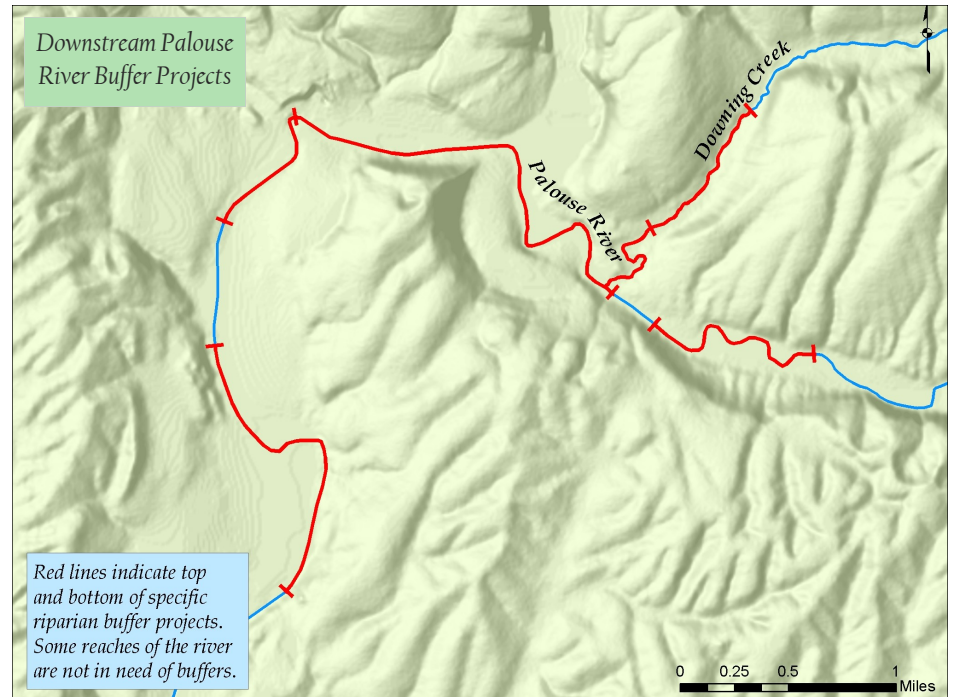 Downstream Palouse
River Buffer Projects
Downing Creek
Palouse River
Red lines indicate top
and bottom of specific
riparian buffer projects.
Some reaches of the river
are not in need of buffers.
0 0.25 0.5 1
Miles